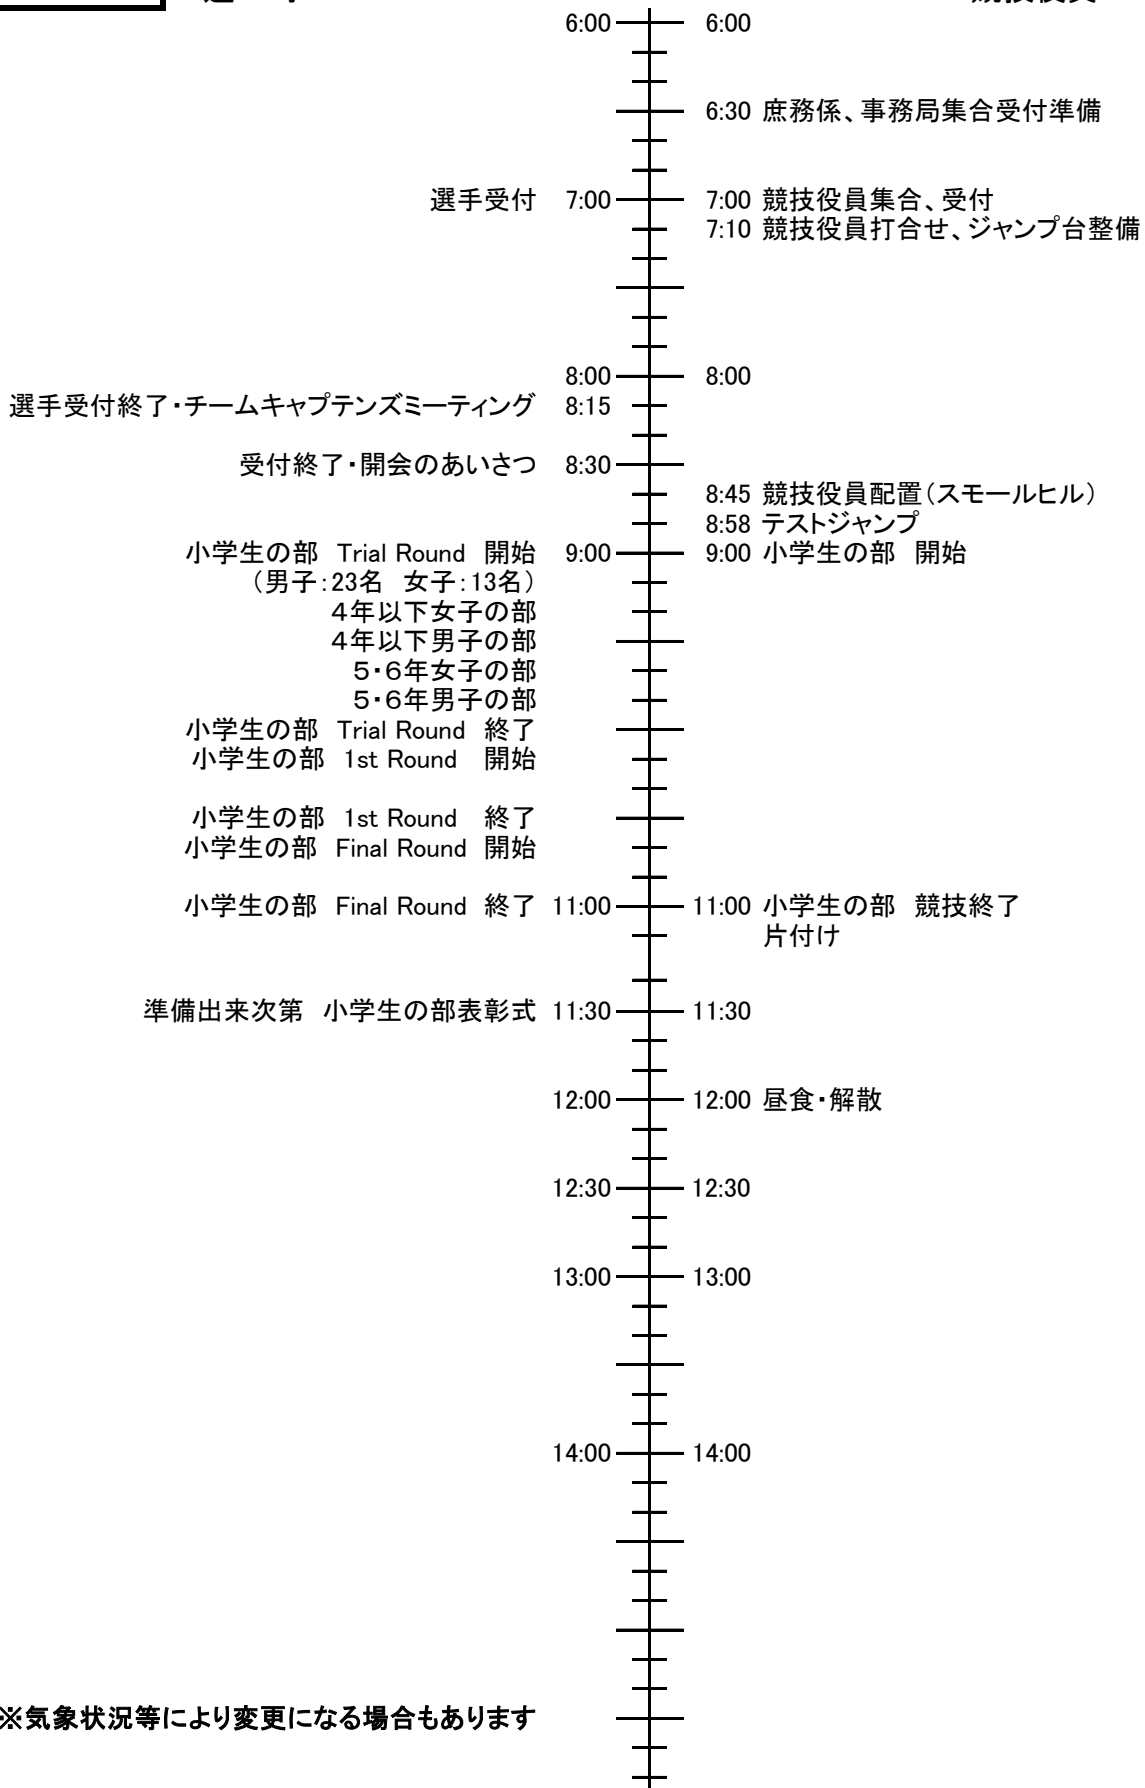 6:00 6:00
6:30 庶務係、事務局集合受付準備
選手受付 7:00 7:00 競技役員集合、受付
7:10 競技役員打合せ、ジャンプ台整備
8:00 8:00
選手受付終了・チームキャプテンズミーティング 8:15
受付終了・開会のあいさつ 8:30
8:45 競技役員配置(スモールヒル)
8:58 テストジャンプ
小学生の部 Trial Round 開始 9:00 9:00 小学生の部 開始
(男子:23名 女子:13名)
4年以下女子の部
4年以下男子の部
5・6年女子の部
5・6年男子の部
小学生の部 Trial Round 終了
小学生の部 1st Round 開始
小学生の部 1st Round 終了
小学生の部 Final Round 開始
小学生の部 Final Round 終了 11:00 11:00 小学生の部 競技終了
片付け
準備出来次第 小学生の部表彰式 11:30 11:30
12:00 12:00 昼食・解散
12:30 12:30
13:00 13:00
14:00 14:00
※気象状況等により変更になる場合もあります